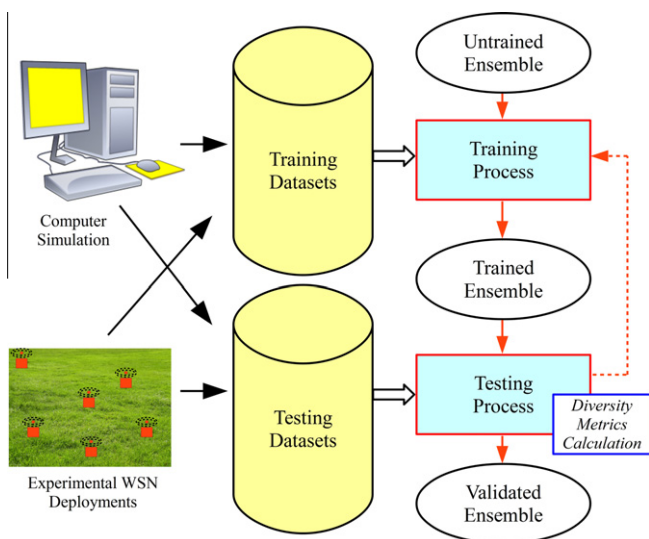 Untrained
Ensemble
Training
Datasets
Training
Process
Computer
Simulation
Trained
Ensemble
Testing
Datasets
Testing
Process
Diversity
Metrics
Calculation
Experimental WSN
Deployments
Validated
Ensemble